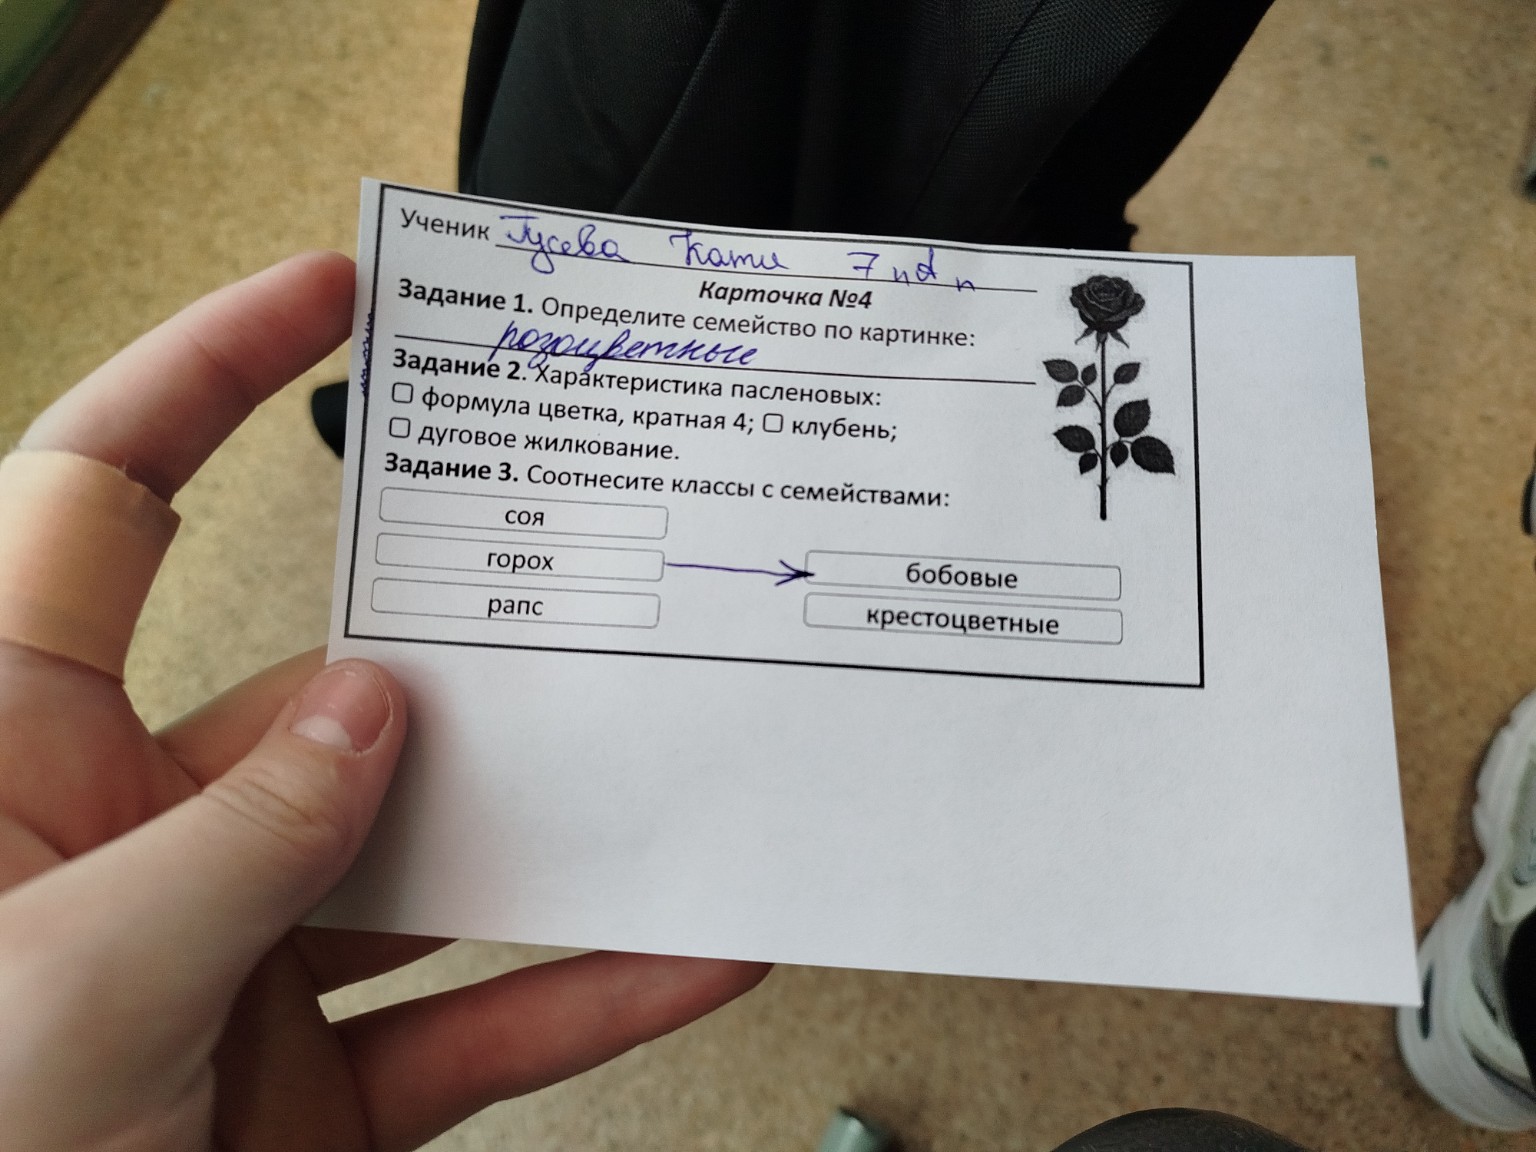 Ученик Гусева Кати 7 "д"
Карточка №4
Задание 1. Определите семейство по картинке:
розоцветные
Задание 2. Характеристика пасленовых:
▢ формула цветка, кратная 4; ▢ клубень;
▢ дуговое жилкование.
Задание 3. Соотнесите классы с семействами:
соя
горох
бобовые
рапс
крестоцветные